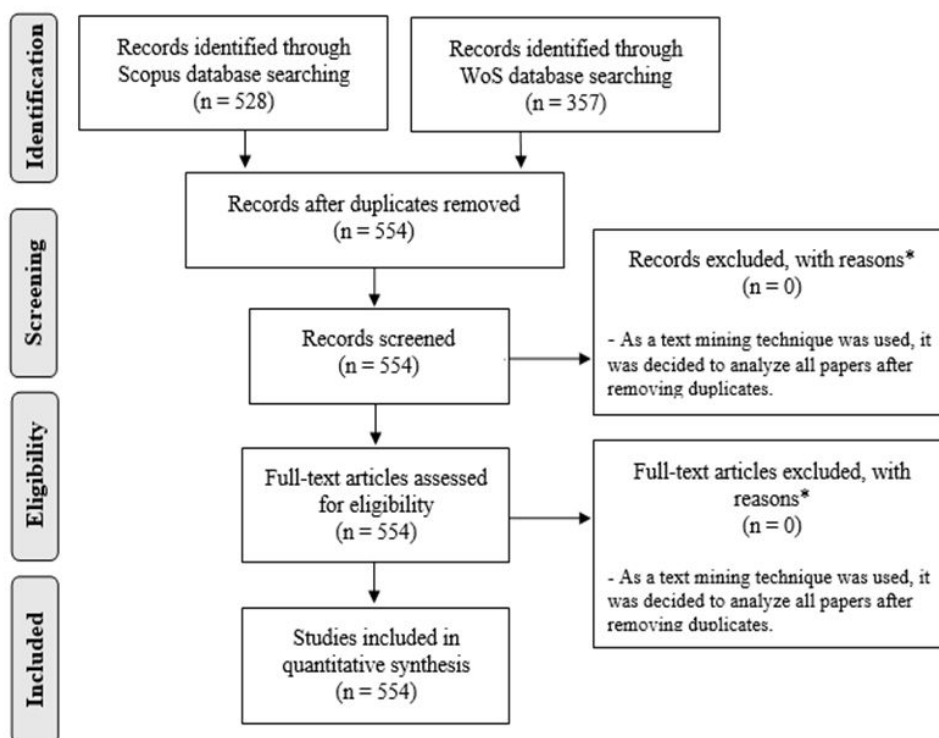 Identification
Records identified through
Scopus database searching
(n = 528)
Records identified through
WoS database searching
(n = 357)
Records after duplicates removed
(n = 554)
Screening
Records screened
(n = 554)
Records excluded, with reasons*
(n = 0)
- As a text mining technique was used, it
was decided to analyze all papers after
removing duplicates.
Eligibility
Full-text articles assessed
for eligibility
(n = 554)
Full-text articles excluded, with
reasons*
(n = 0)
- As a text mining technique was used, it
was decided to analyze all papers after
removing duplicates.
Included
Studies included in
quantitative synthesis
(n = 554)